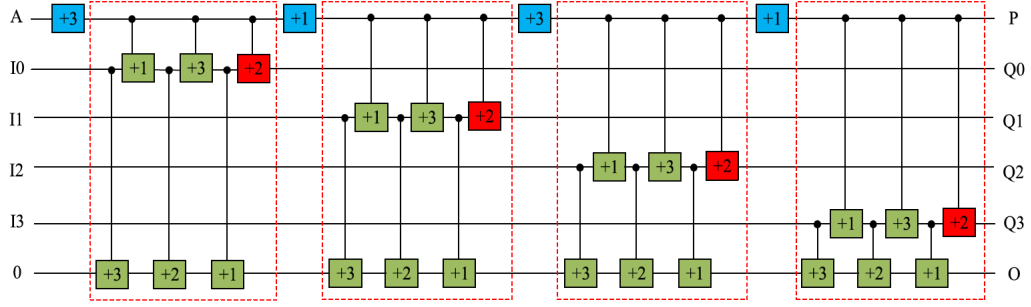 A +3 +1 +3 +1 P
I0 +1 +3 +2 Q0
I1 +1 +3 +2 Q1
I2 +1 +3 +2 Q2
I3 +1 +3 +2 Q3
0 +3 +2 +1 +3 +2 +1 +3 +2 +1 +3 +2 +1 O